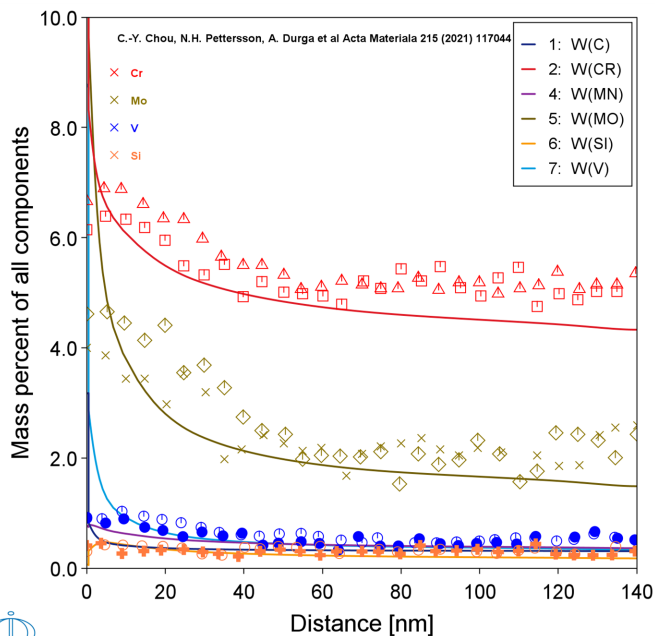 C.-Y. Chou, N.H. Pettersson, A. Durga et al Acta Materiala 215 (2021) 117044
Cr
Mo
V
Si
1: W(C)
2: W(CR)
4: W(MN)
5: W(MO)
6: W(SI)
7: W(V)
Mass percent of all components
10.0
8.0
6.0
4.0
2.0
0.0
0 20 40 60 80 100 120 140
Distance [nm]